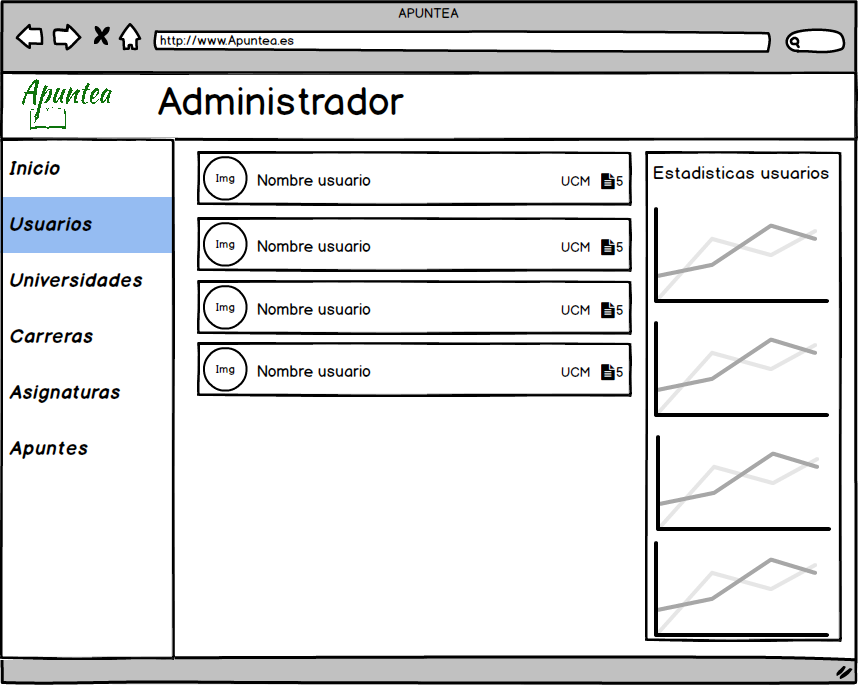 APUNTEA
http://www.Apuntea.es
Apuntea
Administrador
Inicio
Usuarios
Universidades
Carreras
Asignaturas
Apuntes
Img Nombre usuario UCM 5
Img Nombre usuario UCM 5
Img Nombre usuario UCM 5
Img Nombre usuario UCM 5
Estadisticas usuarios